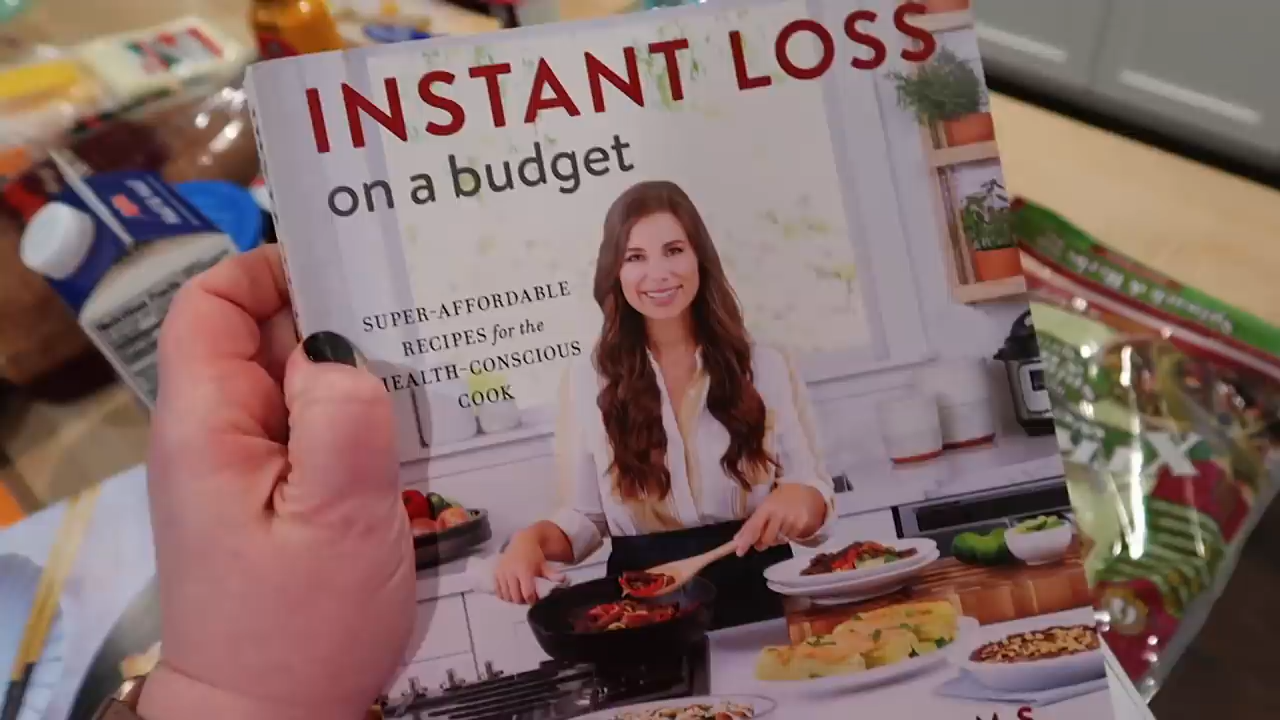 INSTANT LOSS
on a budget
SUPER-AFFORDABLE
RECIPES for the
HEALTH-CONSCIOUS
COOK